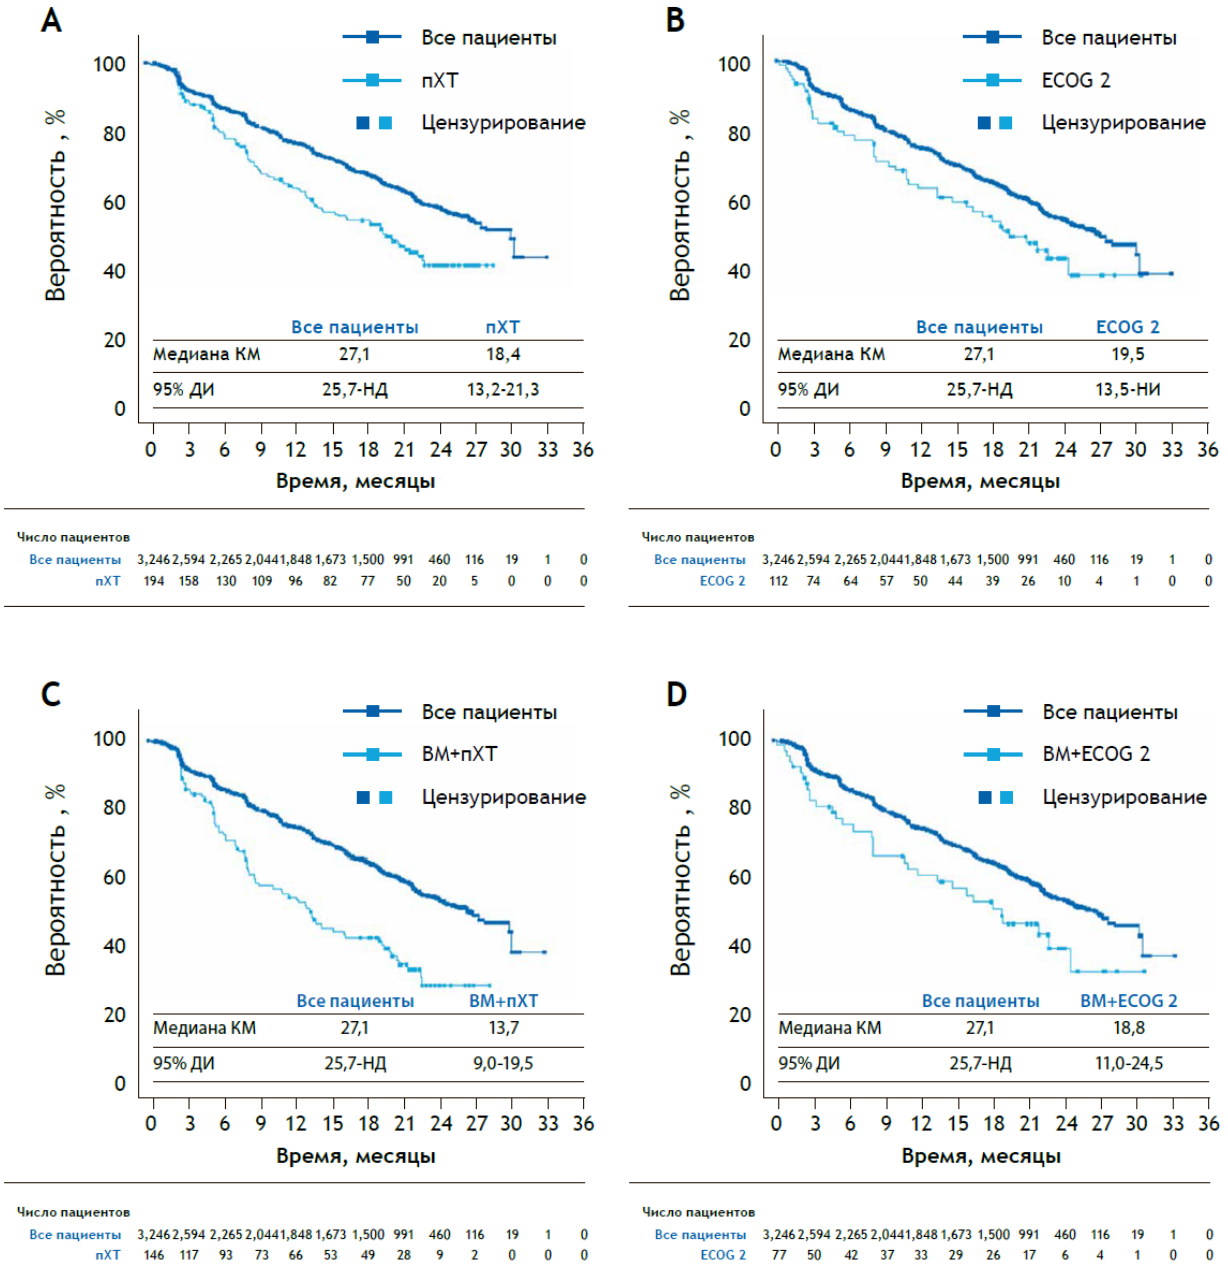 A
Все пациенты
пХТ
Цензурирование
Вероятность , %
100
80
60
40
20
0
Все пациенты пХТ
Медиана КМ 27,1 18,4
95% ДИ 25,7-НД 13,2-21,3
0 3 6 9 12 15 18 21 24 27 30 33 36
Время, месяцы
Число пациентов
Все пациенты 3,246 2,594 2,265 2,044 1,848 1,673 1,500 991 460 116 19 1 0
пХТ 194 158 130 109 96 82 77 50 20 5 0 0 0
B
Все пациенты
ECOG 2
Цензурирование
Вероятность , %
100
80
60
40
20
0
Все пациенты ECOG 2
Медиана КМ 27,1 19,5
95% ДИ 25,7-НД 13,5-НИ
0 3 6 9 12 15 18 21 24 27 30 33 36
Время, месяцы
Число пациентов
Все пациенты 3,246 2,594 2,265 2,044 1,848 1,673 1,500 991 460 116 19 1 0
ECOG 2 112 74 64 57 50 44 39 26 10 4 1 0 0
C
Все пациенты
ВМ+пХТ
Цензурирование
Вероятность , %
100
80
60
40
20
0
Все пациенты ВМ+пХТ
Медиана КМ 27,1 13,7
95% ДИ 25,7-НД 9,0-19,5
0 3 6 9 12 15 18 21 24 27 30 33 36
Время, месяцы
Число пациентов
Все пациенты 3,246 2,594 2,265 2,044 1,848 1,673 1,500 991 460 116 19 1 0
пХТ 146 117 93 73 66 53 49 28 9 2 0 0 0
D
Все пациенты
ВМ+ECOG 2
Цензурирование
Вероятность , %
100
80
60
40
20
0
Все пациенты ВМ+ECOG 2
Медиана КМ 27,1 18,8
95% ДИ 25,7-НД 11,0-24,5
0 3 6 9 12 15 18 21 24 27 30 33 36
Время, месяцы
Число пациентов
Все пациенты 3,246 2,594 2,265 2,044 1,848 1,673 1,500 991 460 116 19 1 0
ECOG 2 77 50 42 37 33 29 26 17 6 4 1 0 0